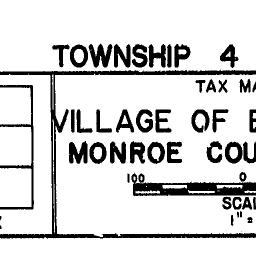 TOWNSHIP 4
TAX MA
VILLAGE OF
MONROE COU
100 0
SCAL
1" =